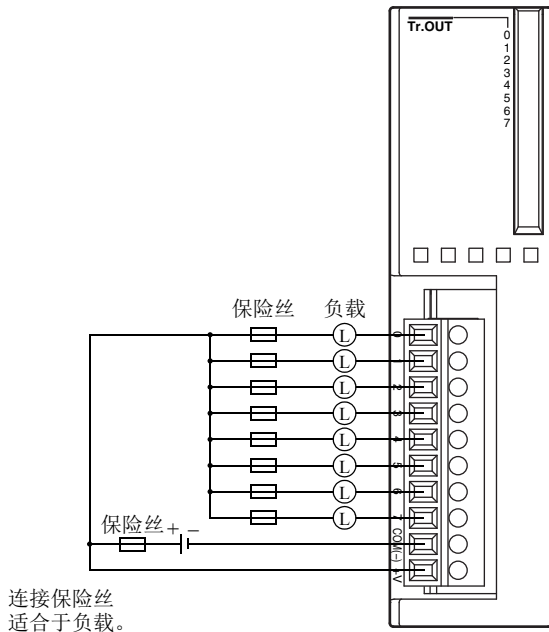 Tr.OUT
0
1
2
3
4
5
6
7
保险丝 负载
L 0
L 1
L 2
L 3
L 4
L 5
L 6
L 7
保险丝 + - COM(-)
+V
连接保险丝
适合于负载。